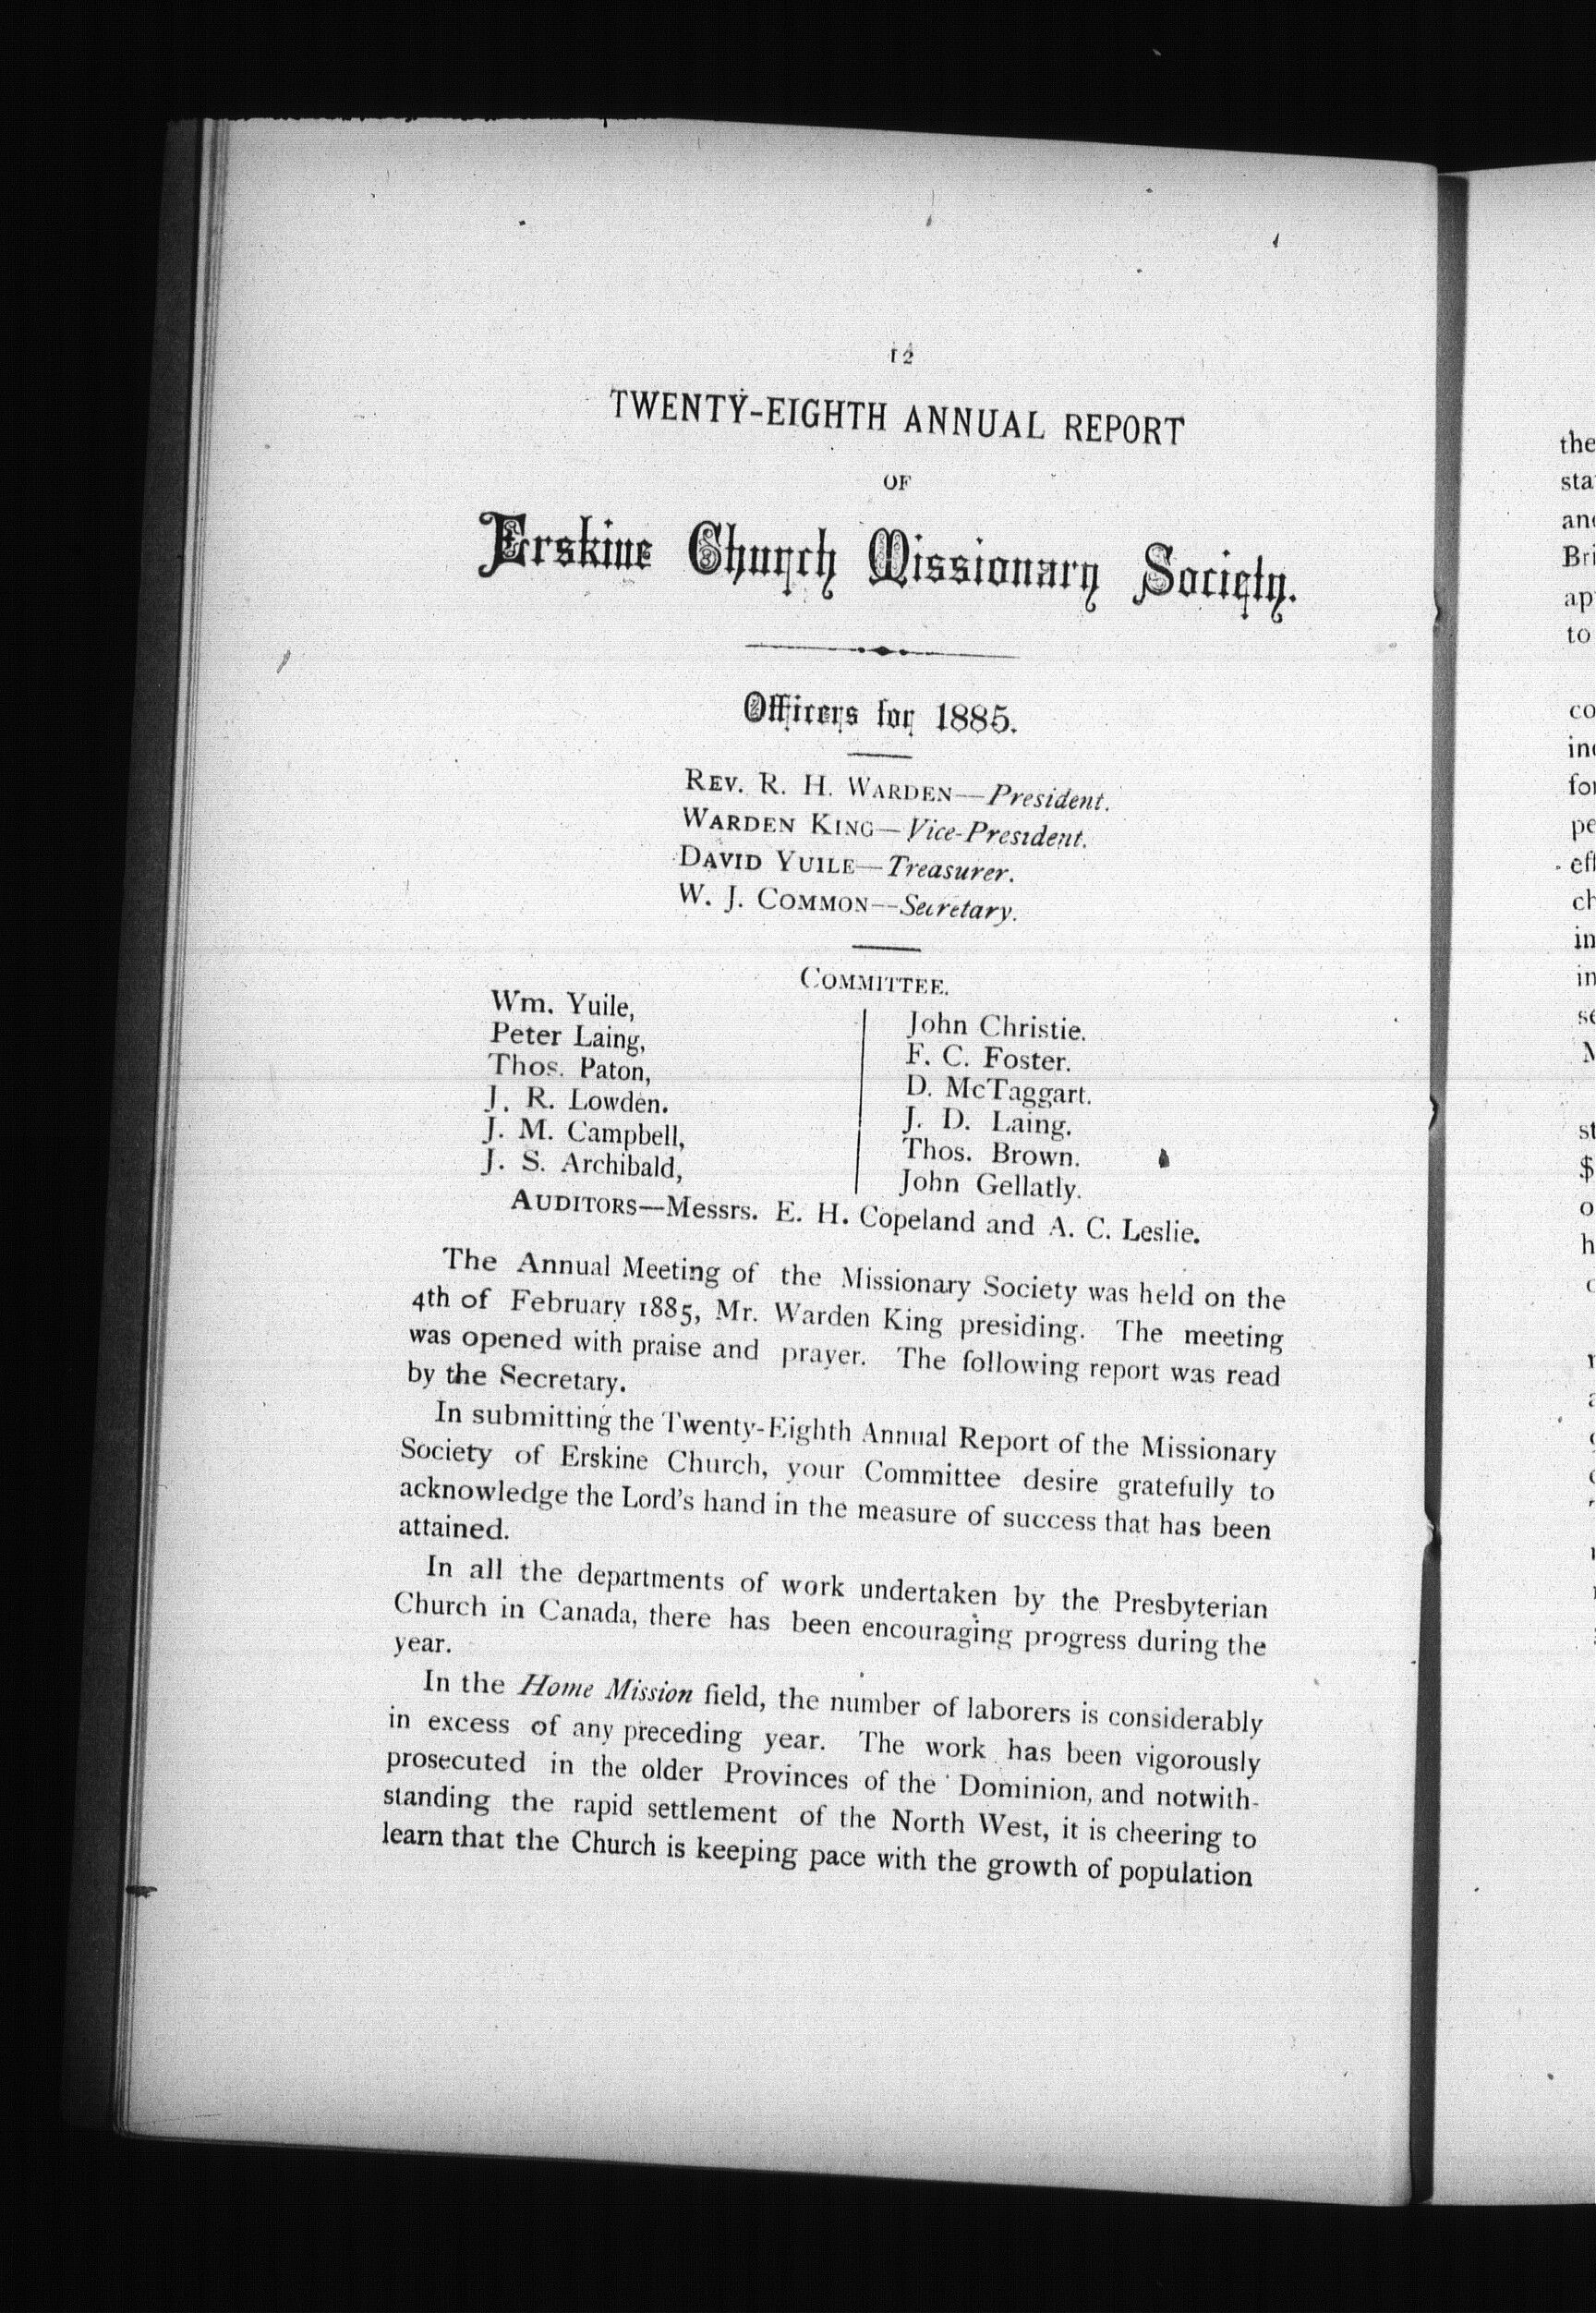 12
TWENTY-EIGHTH ANNUAL REPORT
OF
Erskine Church Missionary Society.
Officers for 1885.
REV. R. H. WARDEN—President.
WARDEN KING—Vice-President.
DAVID YUILE—Treasurer.
W. J. COMMON—Secretary.
COMMITTEE.
Wm. Yuile,
Peter Laing,
Thos. Paton,
J. R. Lowden.
J. M. Campbell,
J. S. Archibald,
John Christie.
F. C. Foster.
D. McTaggart.
J. D. Laing.
Thos. Brown.
John Gellatly.
AUDITORS—Messrs. E. H. Copeland and A. C. Leslie.
The Annual Meeting of the Missionary Society was held on the
4th of February 1885, Mr. Warden King presiding. The meeting
was opened with praise and prayer. The following report was read
by the Secretary.
In submitting the Twenty-Eighth Annual Report of the Missionary
Society of Erskine Church, your Committee desire gratefully to
acknowledge the Lord's hand in the measure of success that has been
attained.
In all the departments of work undertaken by the Presbyterian
Church in Canada, there has been encouraging progress during the
year.
In the Home Mission field, the number of laborers is considerably
in excess of any preceding year. The work has been vigorously
prosecuted in the older Provinces of the Dominion, and notwith-
standing the rapid settlement of the North West, it is cheering to
learn that the Church is keeping pace with the growth of population
the
to